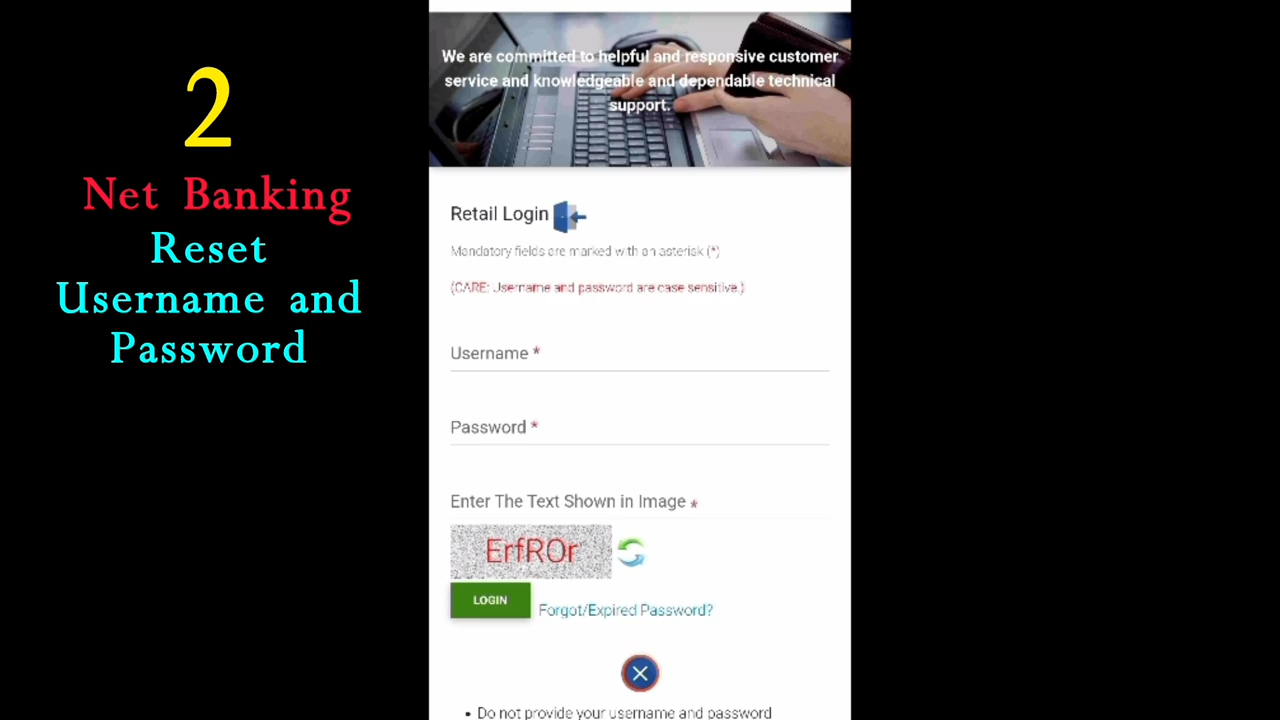 2
Net Banking
Reset
Username and
Password
We are committed to helpful and responsive customer
service and knowledgeable and dependable technical
support.
Retail Login
Mandatory fields are marked with an asterisk (*)
(CARE: Username and password are case sensitive.)
Username *
Password *
Enter The Text Shown in Image *
ErfROr
LOGIN
Forgot/Expired Password?
• Do not provide your username and password